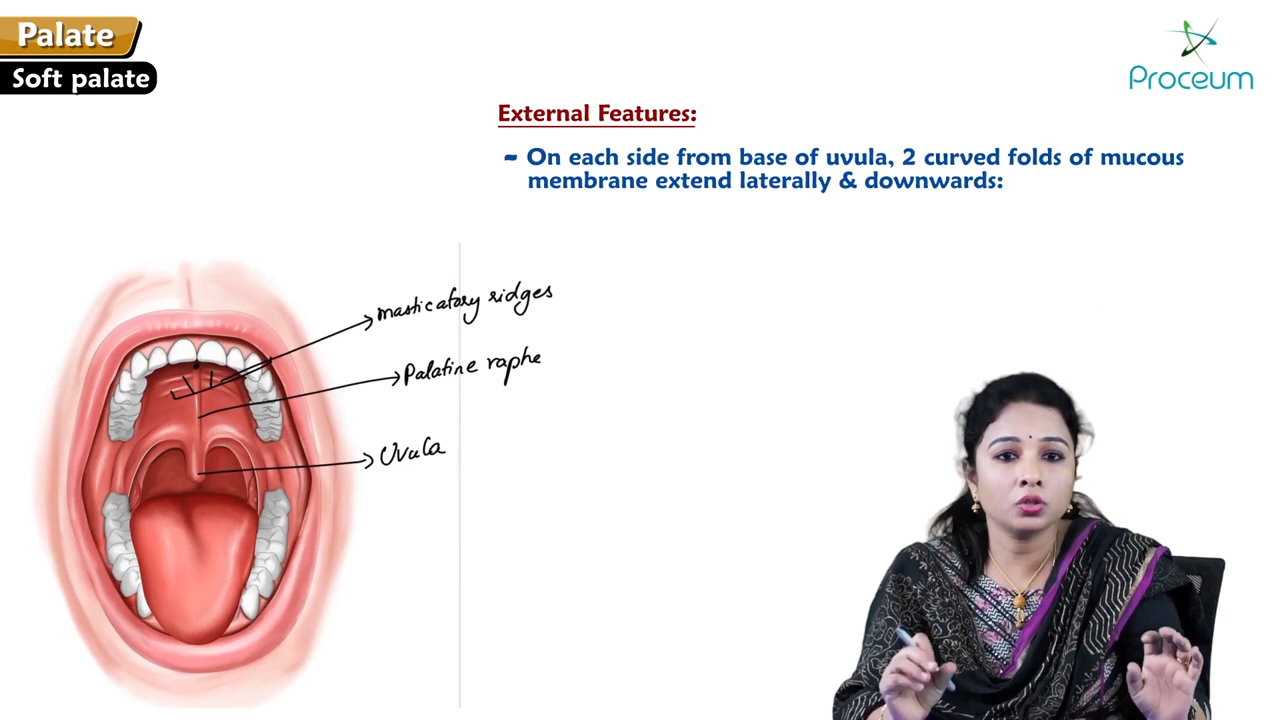 Palate
Soft palate
Proceum
External Features:
~ On each side from base of uvula, 2 curved folds of mucous
membrane extend laterally & downwards:
masticatory ridges
Palatine raphe
Uvula